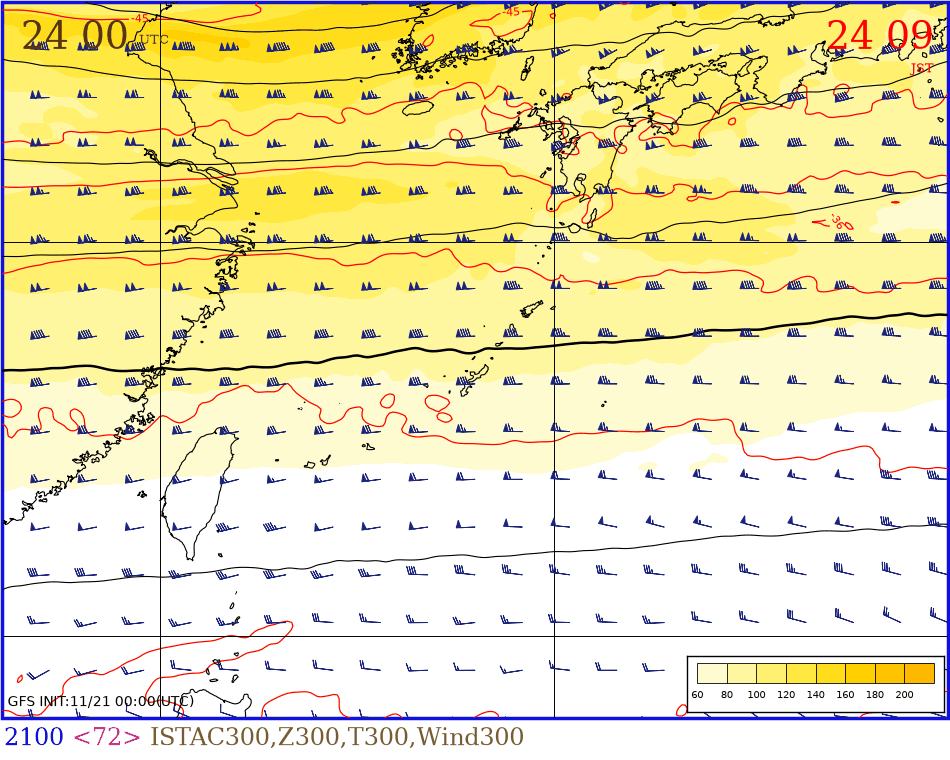 -45
-45
24 00 UTC
24 09
JST
-36
GFS INIT:11/21 00:00(UTC)
60 80 100 120 140 160 180 200
2100 <72> ISTAC300,Z300,T300,Wind300